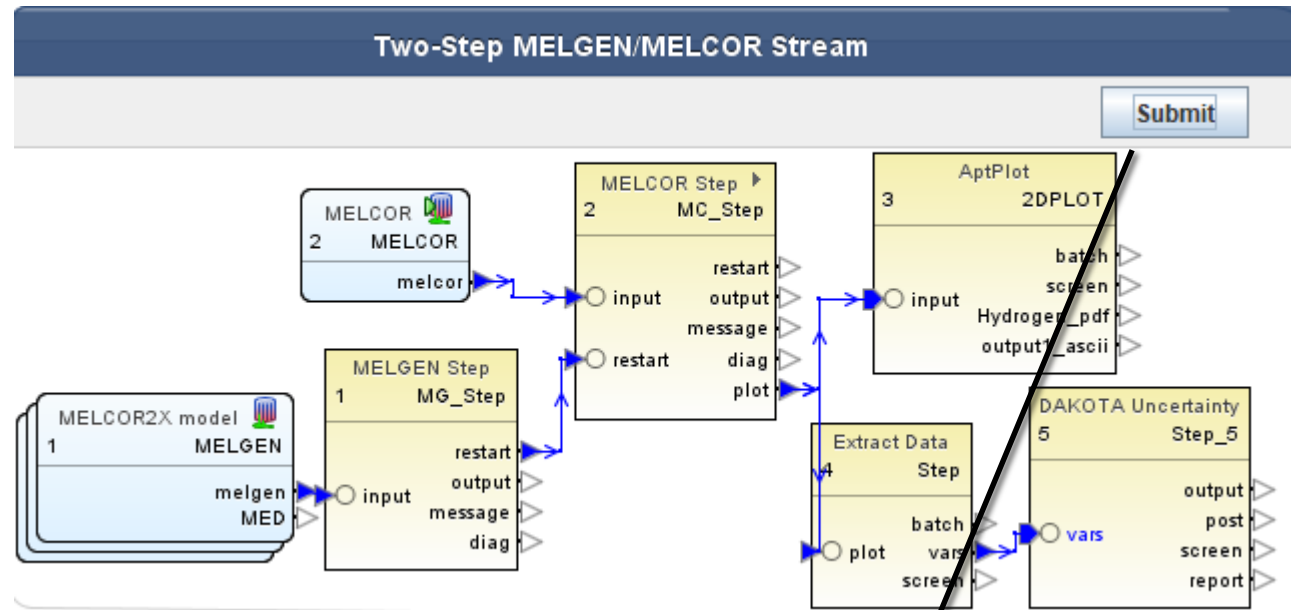 Two-Step MELGEN/MELCOR Stream
Submit
MELCOR
2 MELCOR
melcor
MELCOR Step
2 MC_Step
restart
input output
message
restart diag
plot
AptPlot
3 2DPLOT
batch
screen
input
Hydrogen_pdf
output1_ascii
MELCOR2X model
1 MELGEN
melgen
MED
MELGEN Step
1 MG_Step
restart
output
input
message
diag
Extract Data
4 Step
batch
plot vars
screen
DAKOTA Uncertainty
5 Step_5
output
vars post
screen
report